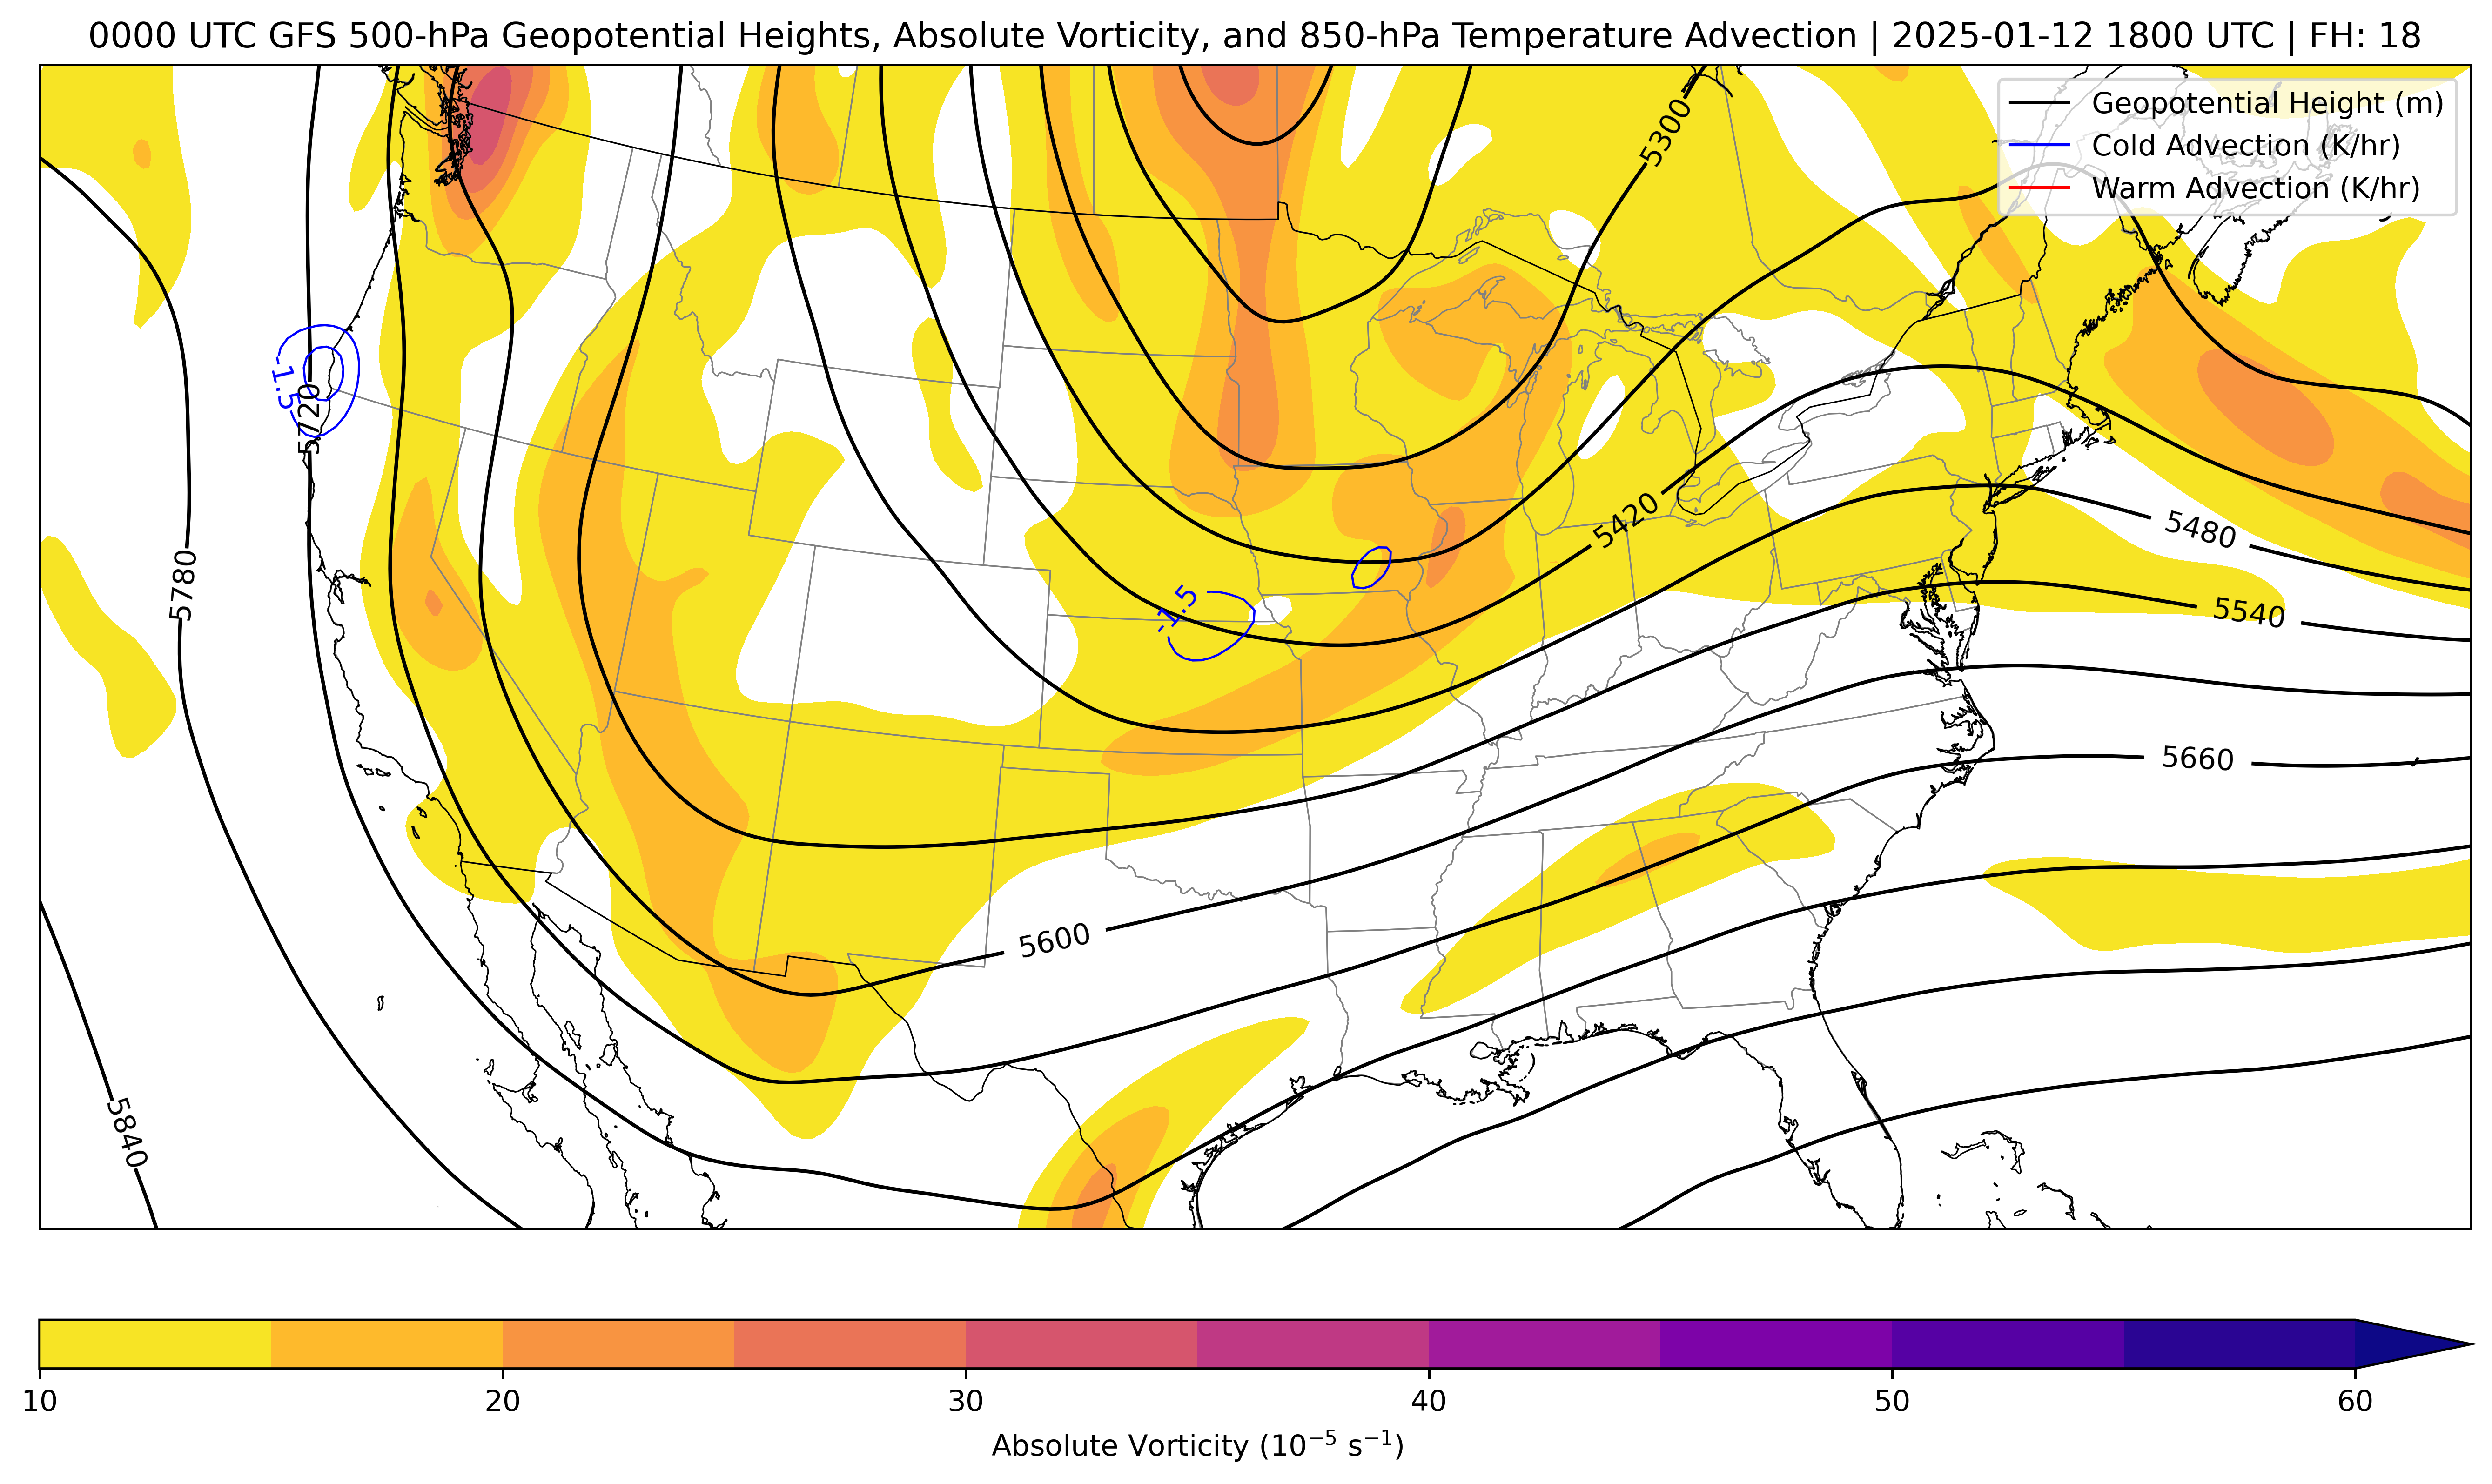 0000 UTC GFS 500-hPa Geopotential Heights, Absolute Vorticity, and 850-hPa Temperature Advection | 2025-01-12 1800 UTC | FH: 18
Geopotential Height (m)
Cold Advection (K/hr)
Warm Advection (K/hr)
5300
-1.5
5720
5420
5480
5780
-1.5
5540
5660
5600
5840
10 20 30 40 50 60
Absolute Vorticity (10⁻⁵ s⁻¹)